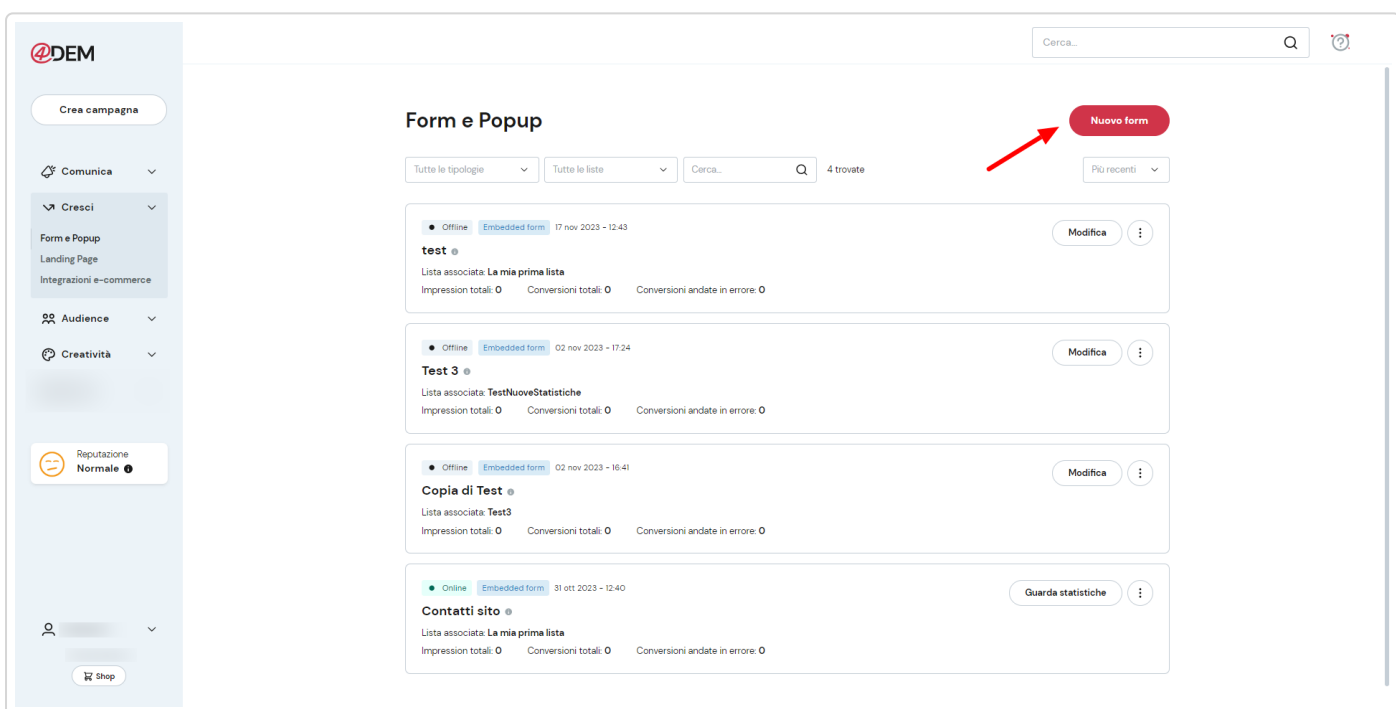 4DEM
Cerca...
Crea campagna
Comunica
Cresci
Form e Popup
Landing Page
Integrazioni e-commerce
Audience
Creatività
Reputazione
Normale
Shop
Form e Popup
Nuovo form
Tutte le tipologie Tutte le liste Cerca... 4 trovate Più recenti
Offline Embedded form 17 nov 2023 - 12:43
Modifica
test
Lista associata: La mia prima lista
Impression totali: 0 Conversioni totali: 0 Conversioni andate in errore: 0
Offline Embedded form 02 nov 2023 - 17:24
Modifica
Test 3
Lista associata: TestNuoveStatistiche
Impression totali: 0 Conversioni totali: 0 Conversioni andate in errore: 0
Offline Embedded form 02 nov 2023 - 16:41
Modifica
Copia di Test
Lista associata: Test3
Impression totali: 0 Conversioni totali: 0 Conversioni andate in errore: 0
Online Embedded form 31 ott 2023 - 12:40
Guarda statistiche
Contatti sito
Lista associata: La mia prima lista
Impression totali: 0 Conversioni totali: 0 Conversioni andate in errore: 0